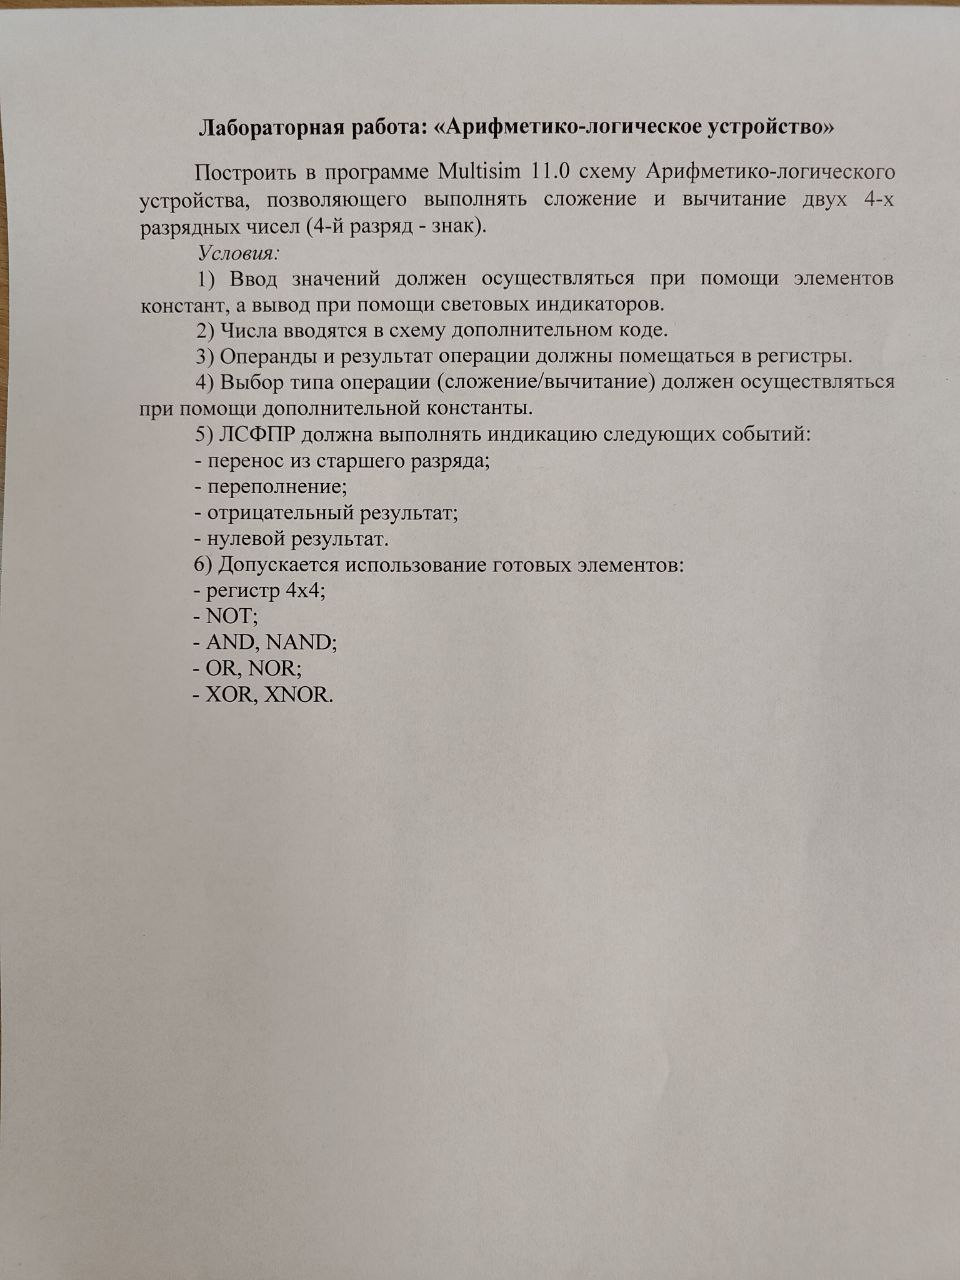 Лабораторная работа: «Арифметико-логическое устройство»
Построить в программе Multisim 11.0 схему Арифметико-логического
устройства, позволяющего выполнять сложение и вычитание двух 4-х
разрядных чисел (4-й разряд - знак).
Условия:
1) Ввод значений должен осуществляться при помощи элементов
констант, а вывод при помощи световых индикаторов.
2) Числа вводятся в схему дополнительном коде.
3) Операнды и результат операции должны помещаться в регистры.
4) Выбор типа операции (сложение/вычитание) должен осуществляться
при помощи дополнительной константы.
5) ЛСФПР должна выполнять индикацию следующих событий:
- перенос из старшего разряда;
- переполнение;
- отрицательный результат;
- нулевой результат.
6) Допускается использование готовых элементов:
- регистр 4х4;
- NOT;
- AND, NAND;
- OR, NOR;
- XOR, XNOR.